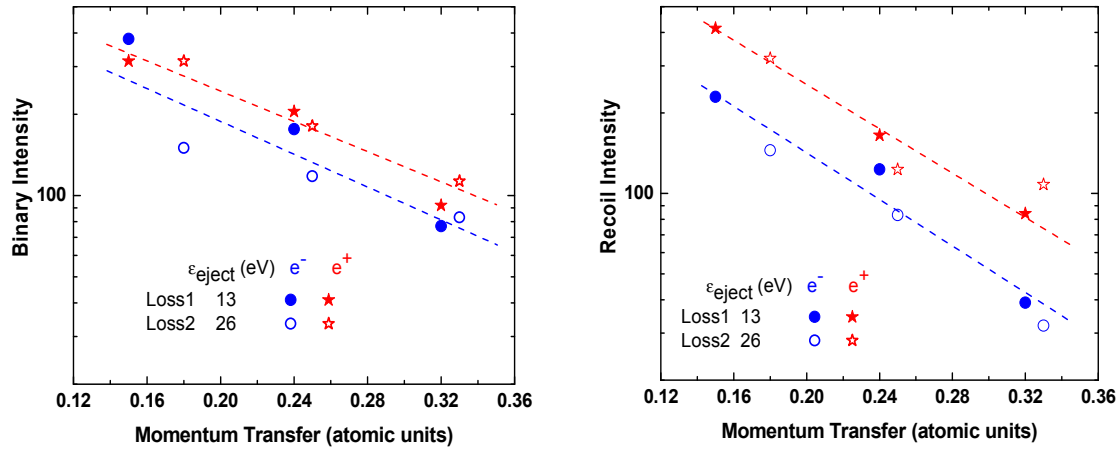 Binary Intensity
100
ε eject (eV) e⁻ e⁺
Loss1 13
Loss2 26
0.12 0.16 0.20 0.24 0.28 0.32 0.36
Momentum Transfer (atomic units)
Recoil Intensity
100
ε eject (eV) e⁻ e⁺
Loss1 13
Loss2 26
0.12 0.16 0.20 0.24 0.28 0.32 0.36
Momentum Transfer (atomic units)